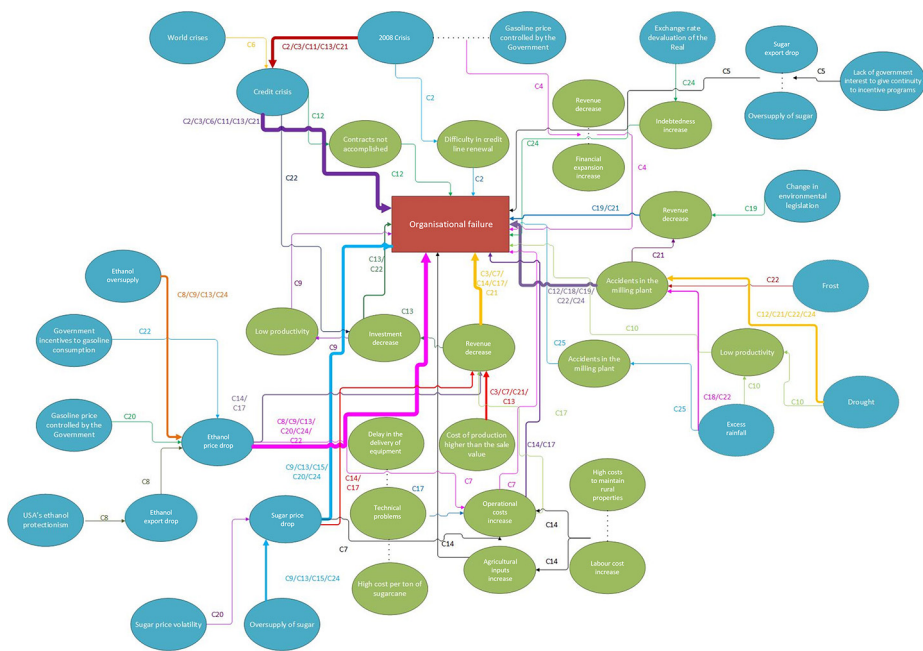 World crises
C6
C2/C3/C11/C13/C21
2008 Crisis
Gasoline price
controlled by the
Government
Exchange rate
devaluation of the
Real
Sugar
export drop
C5
C5
Lack of government
interest to give continuity
to incentive programs
Oversupply of sugar
Credit crisis
C2
C4
C24
Revenue
decrease
Financial
expansion
increase
Indebtedness
increase
C2/C3/C6/C11/C13/C21
C12
Contracts not
accomplished
Difficulty in credit
line renewal
C24
C4
C22
C12
C2
Change in
environmental
legislation
C19
Revenue
decrease
C19/C21
Organisational failure
C21
Ethanol
oversupply
C8/C9/C13/C24
C9
C13/
C22
C3/C7/
C14/C17/
C21
C12/C18/C19/
C22/C24
Accidents in the
milling plant
C22
Frost
C12/C21/C22/C24
Government
Incentives to gasoline
consumption
C22
Low productivity
C13
Investment
decrease
Revenue
decrease
C9
C25
Accidents in the
milling plant
C10
Low productivity
C10
C10
C18/C22
C25
Drought
Excess
rainfall
C14/
C17
C3/C7/C21/
C13
C17
Gasoline price
controlled by the
Government
C20
Ethanol
price drop
C8/C9/C13/
C20/C24/
C22
Delay in the
delivery of
equipment
Cost of production
higher than the sale
value
C14/C17
C8
C9/C13/C15/
C20/C24
C14/
C17
C17
C7
C7
High costs
to maintain
rural
properties
USA's ethanol
protectionism
C8
Ethanol
export drop
Sugar price
drop
Technical
problems
Operational
costs
increase
C14
C7
C14
C14
Agricultural
inputs
increase
Labour cost
increase
C9/C13/C15/C24
High cost per ton of
sugarcane
Sugar price volatility
C20
Oversupply of sugar